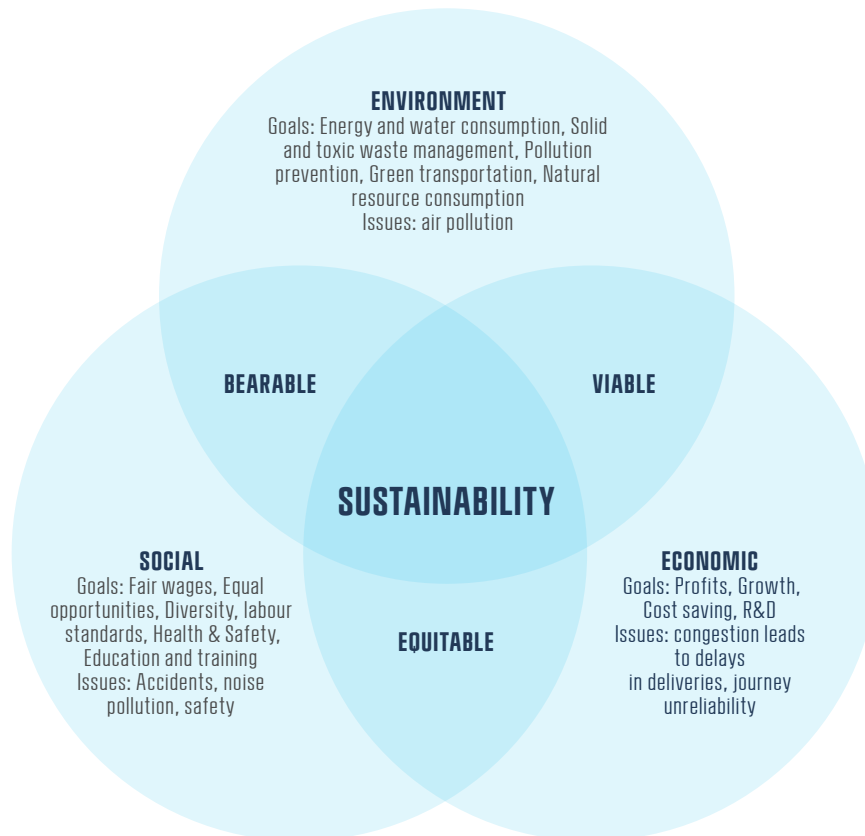 ENVIRONMENT
Goals: Energy and water consumption, Solid
and toxic waste management, Pollution
prevention, Green transportation, Natural
resource consumption
Issues: air pollution
BEARABLE
VIABLE
SUSTAINABILITY
SOCIAL
Goals: Fair wages, Equal
opportunities, Diversity, labour
standards, Health & Safety,
Education and training
Issues: Accidents, noise
pollution, safety
EQUITABLE
ECONOMIC
Goals: Profits, Growth,
Cost saving, R&D
Issues: congestion leads
to delays
in deliveries, journey
unreliability